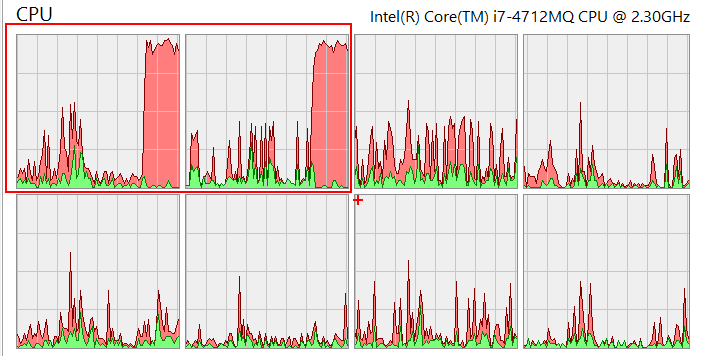 CPU
Intel(R) Core(TM) i7-4712MQ CPU @ 2.30GHz